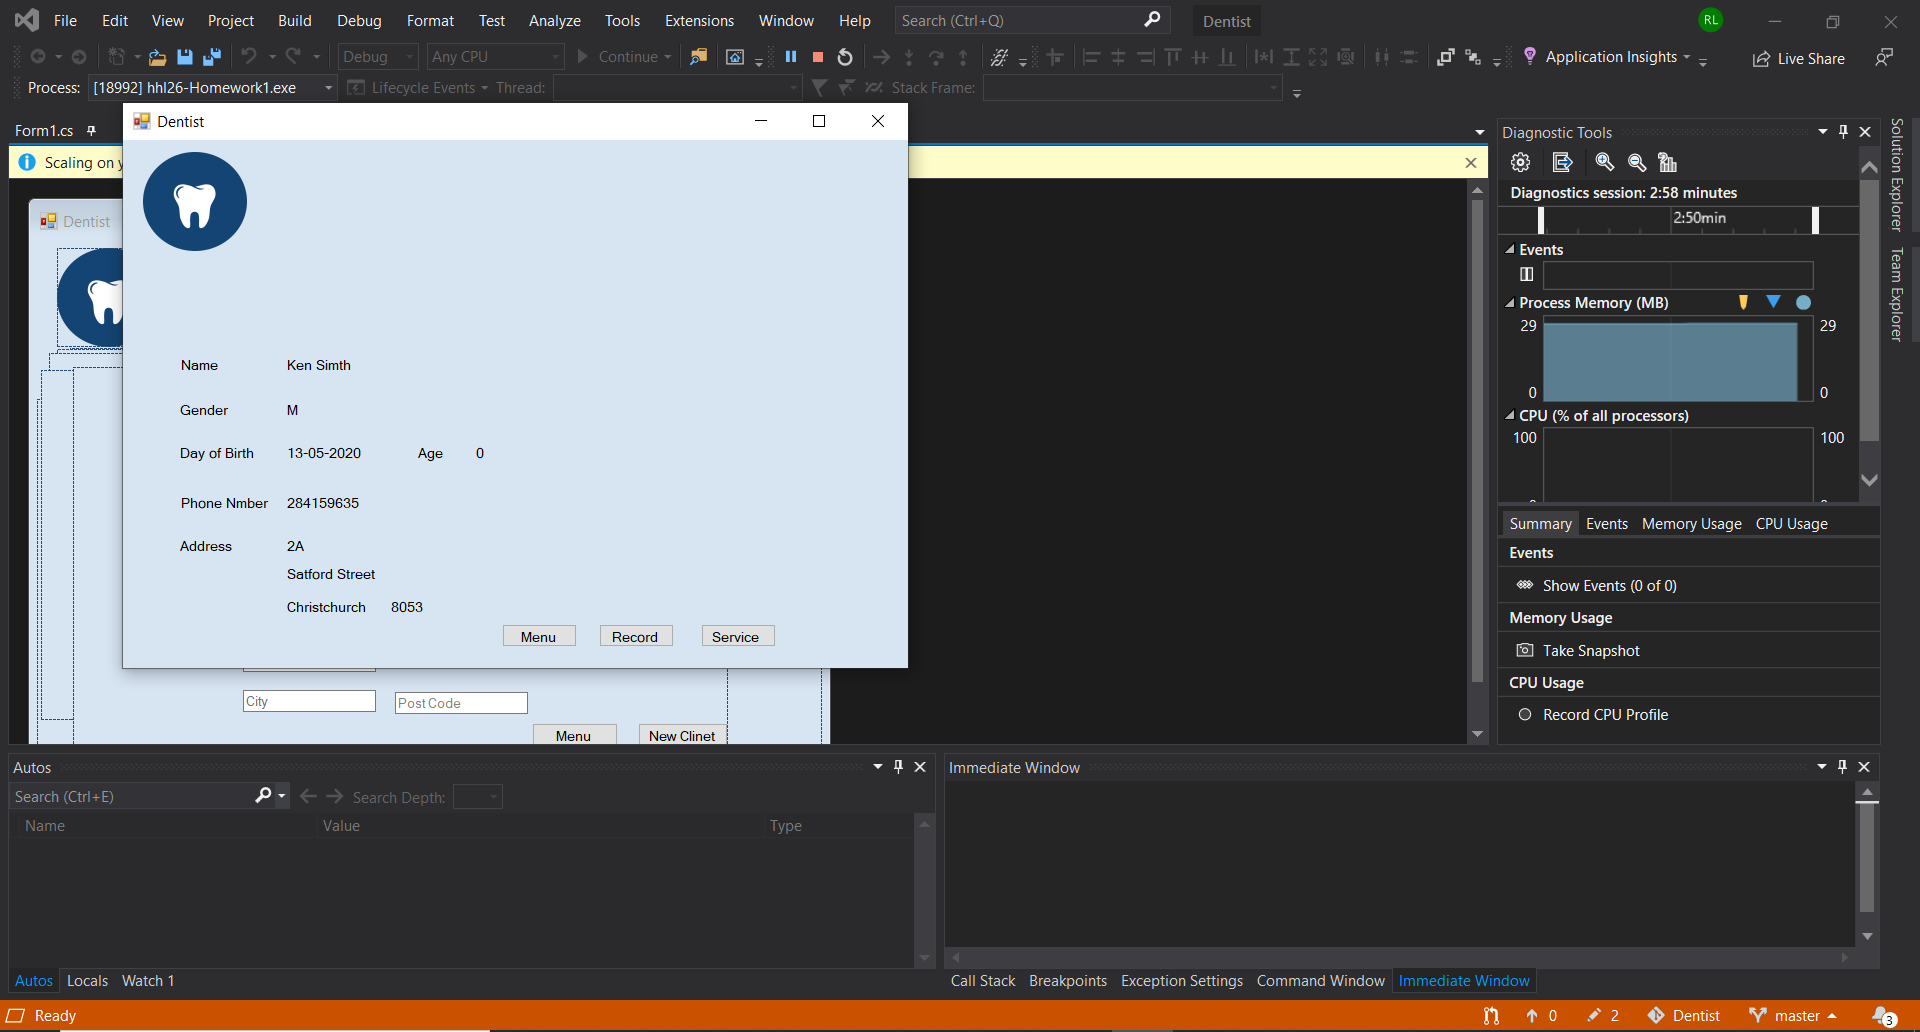 File Edit View Project Build Debug Format Test Analyze Tools Extensions Window Help Search (Ctrl+Q) Dentist RL
Debug Any CPU Continue Application Insights Live Share
Process: [18992] hhl26-Homework1.exe Lifecycle Events Thread: Stack Frame:
Form1.cs
Dentist
Scaling on y
Dentist
Name Ken Simth
Gender M
Day of Birth 13-05-2020 Age 0
Phone Nmber 284159635
Address 2A
Satford Street
Christchurch 8053
Menu Record Service
City Post Code
Menu New Clinet
Diagnostic Tools
Diagnostics session: 2:58 minutes
2:50min
Events
Process Memory (MB)
29 29
0 0
CPU (% of all processors)
100 100
Summary Events Memory Usage CPU Usage
Events
Show Events (0 of 0)
Memory Usage
Take Snapshot
CPU Usage
Record CPU Profile
Solution Explorer
Team Explorer
Autos
Search (Ctrl+E) Search Depth:
Name Value Type
Autos Locals Watch 1
Immediate Window
Call Stack Breakpoints Exception Settings Command Window Immediate Window
Ready 0 2 Dentist master 3